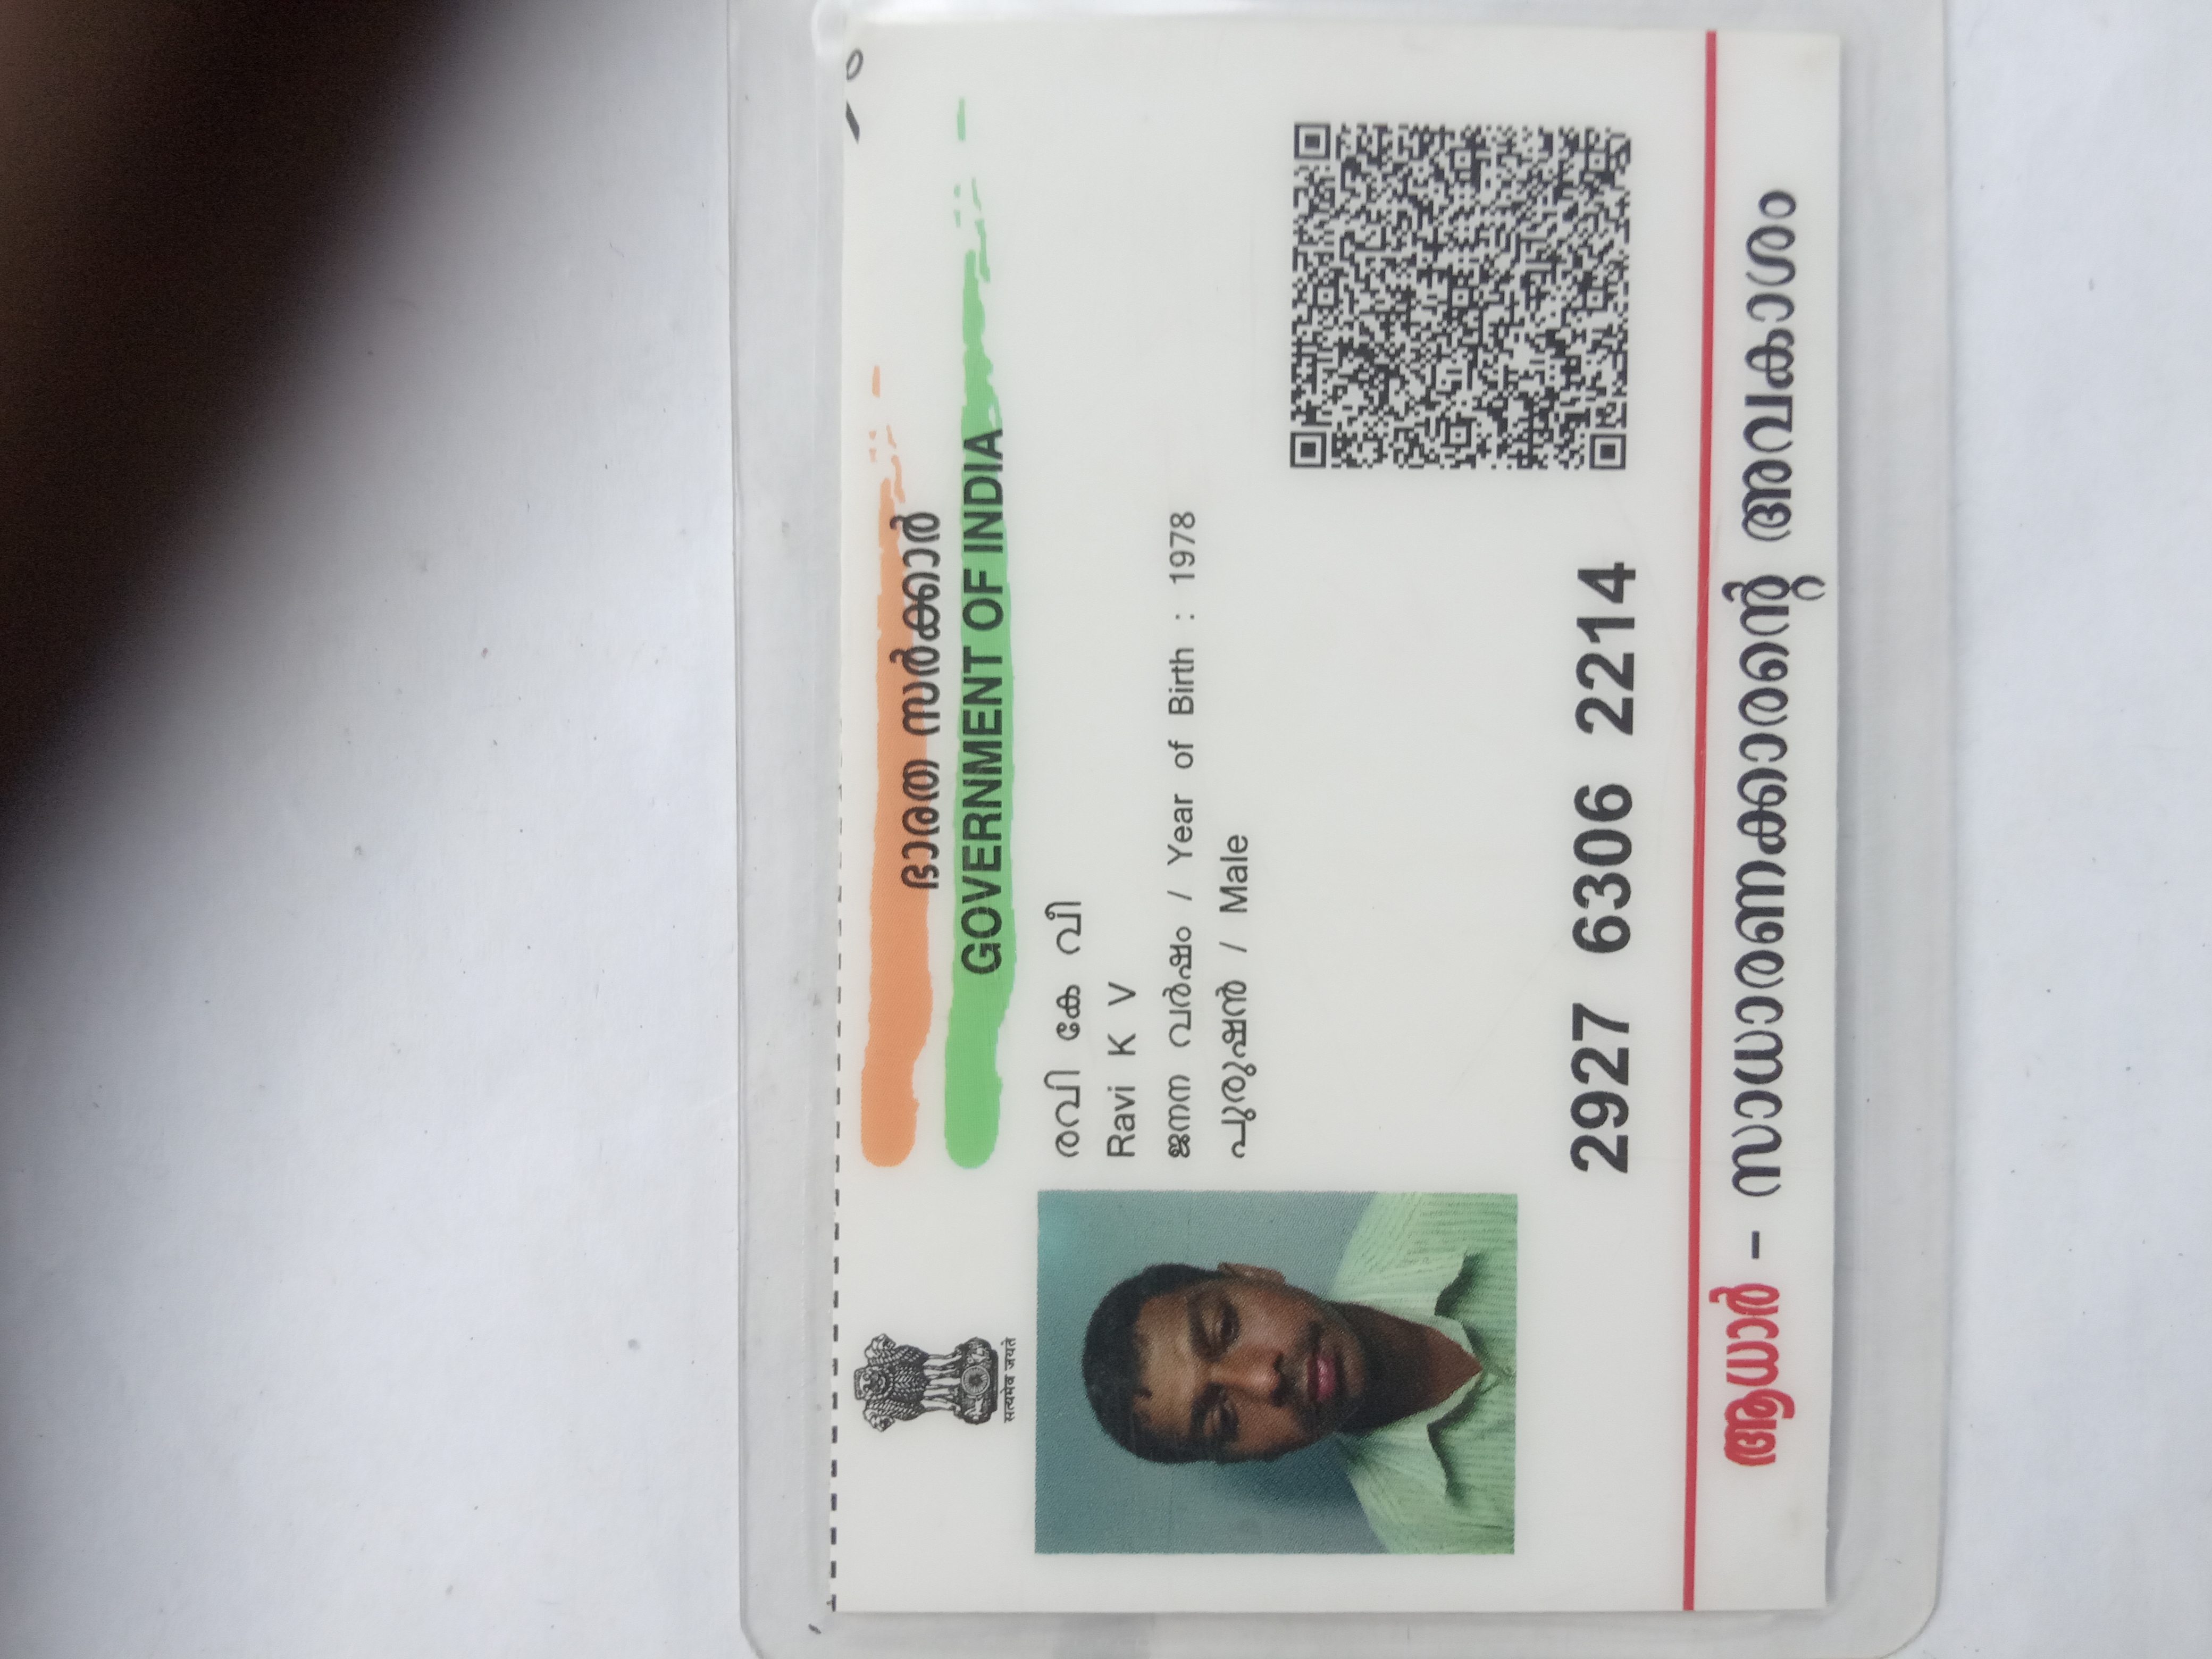 ഭാരത സർക്കാർ
GOVERNMENT OF INDIA
सत्यमेव जयते
രവി കേ വീ
Ravi K V
ജനന വർഷം / Year of Birth : 1978
പുരുഷൻ / Male
2927 6306 2214
ആധാർ – സാധാരണക്കാരന്റെ അവകാശം